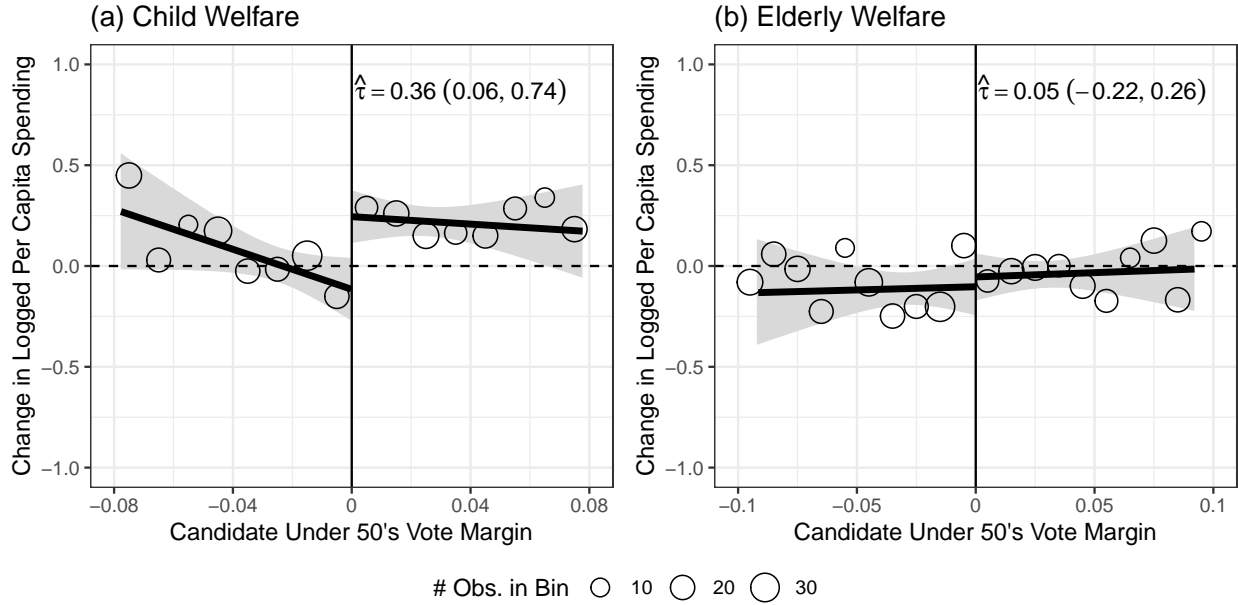 (a) Child Welfare
τ̂ = 0.36 (0.06, 0.74)
Change in Logged Per Capita Spending
1.0
0.5
0.0
−0.5
−1.0
−0.08
−0.04
0
0.04
0.08
Candidate Under 50's Vote Margin
(b) Elderly Welfare
τ̂ = 0.05 (−0.22, 0.26)
Change in Logged Per Capita Spending
1.0
0.5
0.0
−0.5
−1.0
−0.1
−0.05
0
0.05
0.1
Candidate Under 50's Vote Margin
# Obs. in Bin 10 20 30